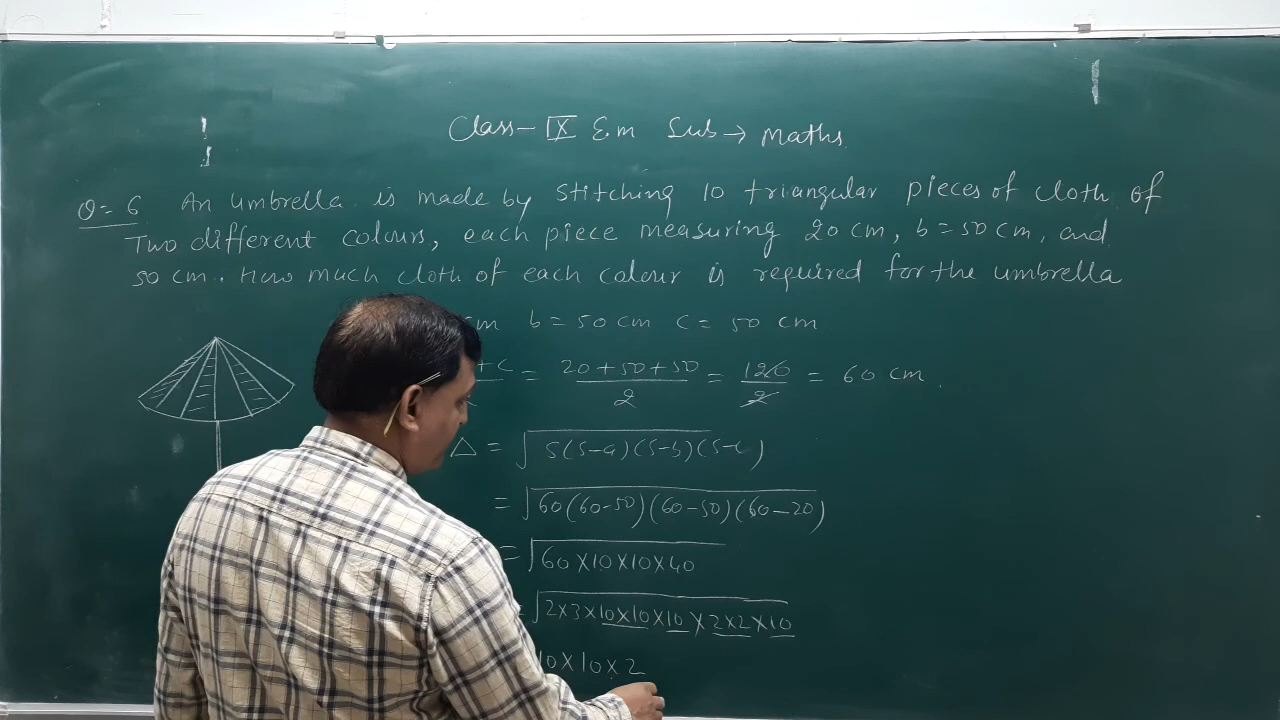 Class-IX E.m Sub → Maths.
Q=6 An umbrella is made by stitching 10 triangular pieces of cloth of
Two different colours, each piece measuring 20 cm, b = 50 cm, and
50 cm. How much cloth of each colour is required for the umbrella
cm b = 50 cm c = 50 cm
+c = 20+50+50/2 = 120/2 = 60 cm.
△ = √s(s-a)(s-b)(s-c)
= √60(60-50)(60-50)(60-20)
= √60×10×10×40
= √2×3×10×10×10×2×2×10
10×10×2